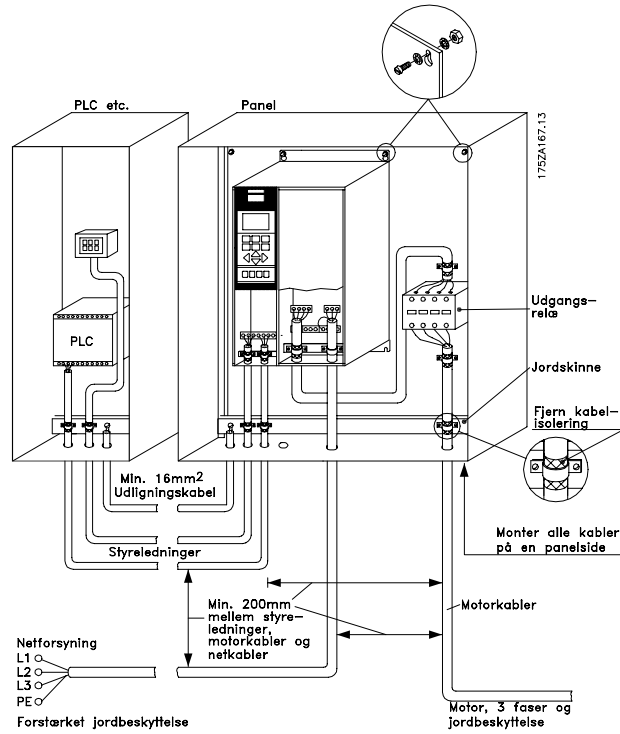 PLC etc.
Panel
175ZA167.13
PLC
Udgangs-
relæ
Jordskinne
Fjern kabel-
isolering
Min. 16mm2
Udligningskabel
Styreledninger
Monter alle kabler
på en panelside
Min. 200mm
mellem styre-
ledninger,
motorkabler og
netkabler
Motorkabler
Netforsyning
L1
L2
L3
PE
Forstærket jordbeskyttelse
Motor, 3 faser og
jordbeskyttelse